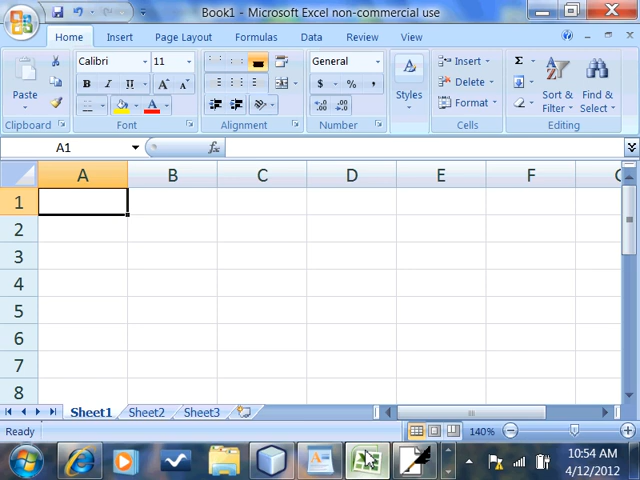 Book1 - Microsoft Excel non-commercial use
Home Insert Page Layout Formulas Data Review View
Calibri 11 General Insert
Paste B I U $ % , Styles Delete Sort & Filter Find & Select
A Format
Clipboard Font Alignment Number Cells Editing
A1 fx
A B C D E F
1
2
3
4
5
6
7
8
Sheet1 Sheet2 Sheet3
Ready 140%
10:54 AM
4/12/2012